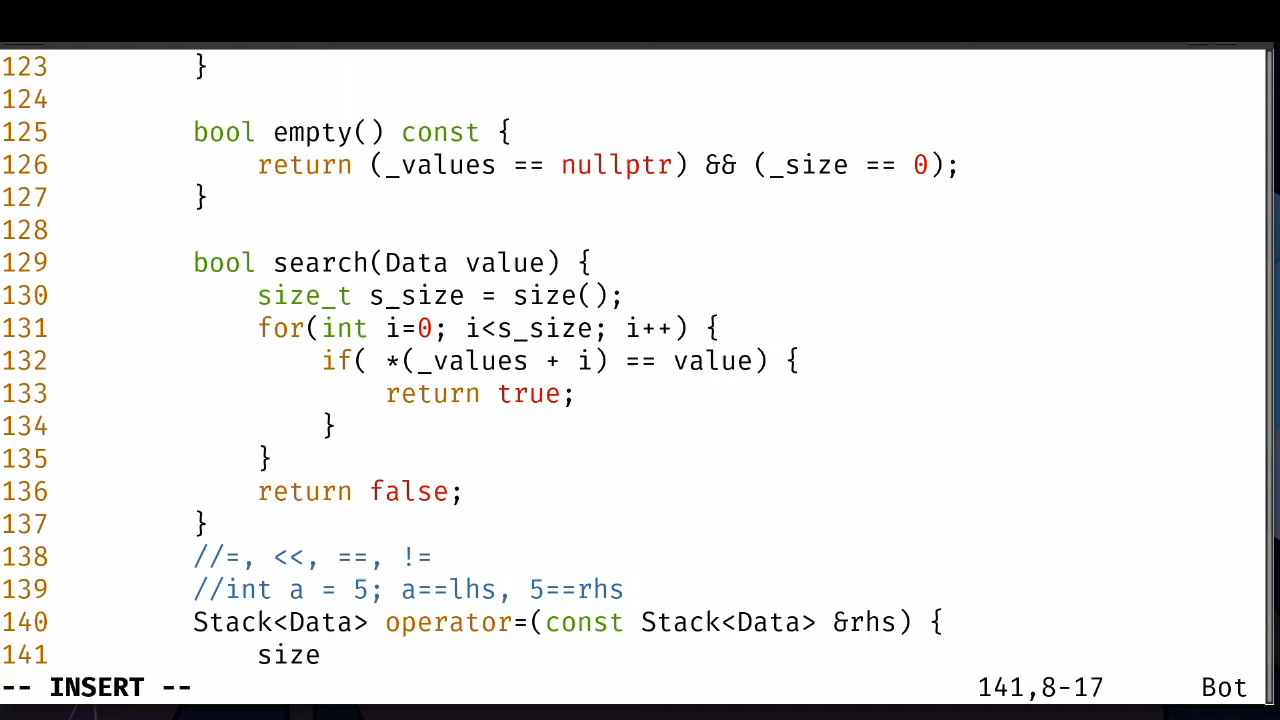 123         }
124
125         bool empty() const {
126             return (_values == nullptr) && (_size == 0);
127         }
128
129         bool search(Data value) {
130             size_t s_size = size();
131             for(int i=0; i<s_size; i++) {
132                 if( *(_values + i) == value) {
133                     return true;
134                 }
135             }
136             return false;
137         }
138         //=, <<, ==, !=
139         //int a = 5; a==lhs, 5==rhs
140         Stack<Data> operator=(const Stack<Data> &rhs) {
141             size
-- INSERT -- 141,8-17 Bot